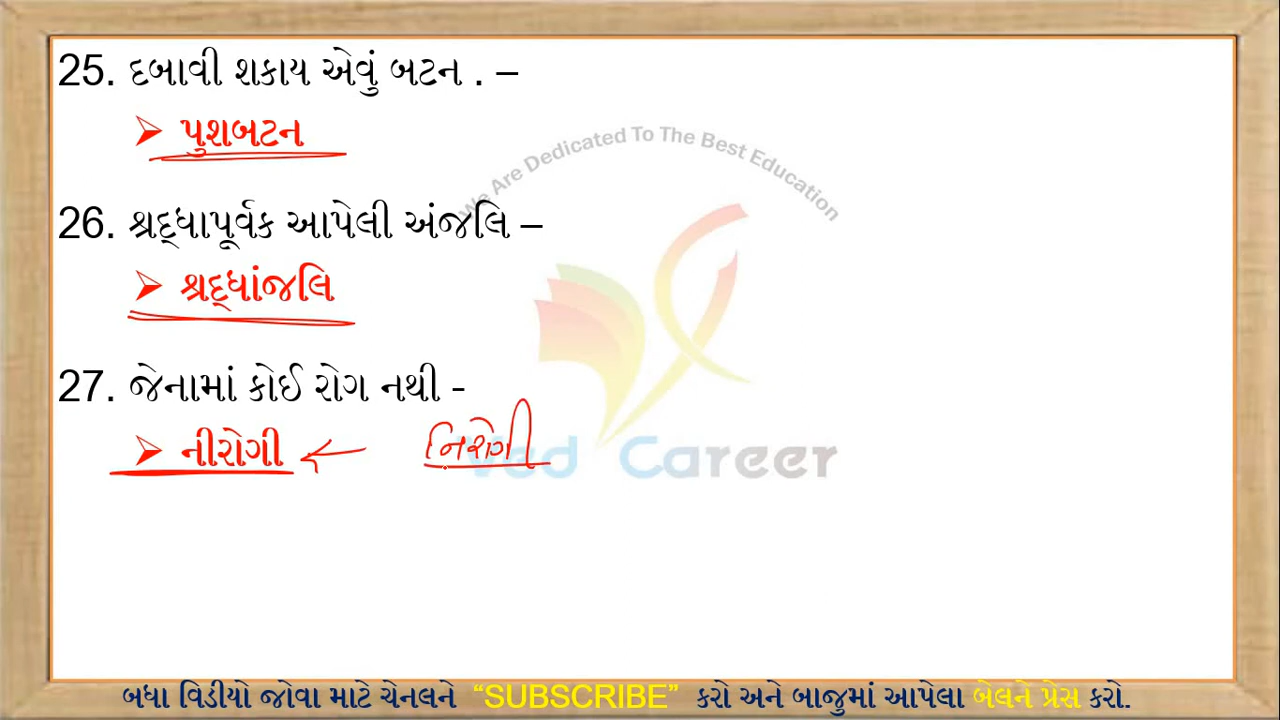 25. દબાવી શકાય એવું બટન . –
➢ પુશબટન
We Are Dedicated To The Best Education
26. શ્રદ્ધાપૂર્વક આપેલી અંજલિ –
➢ શ્રદ્ધાંજલિ
27. જેનામાં કોઈ રોગ નથી -
➢ નીરોગી ← નિરોગી
Ved Career
બધા વિડીયો જોવા માટે ચેનલને “SUBSCRIBE” કરો અને બાજુમાં આપેલા બેલને પ્રેસ કરો.